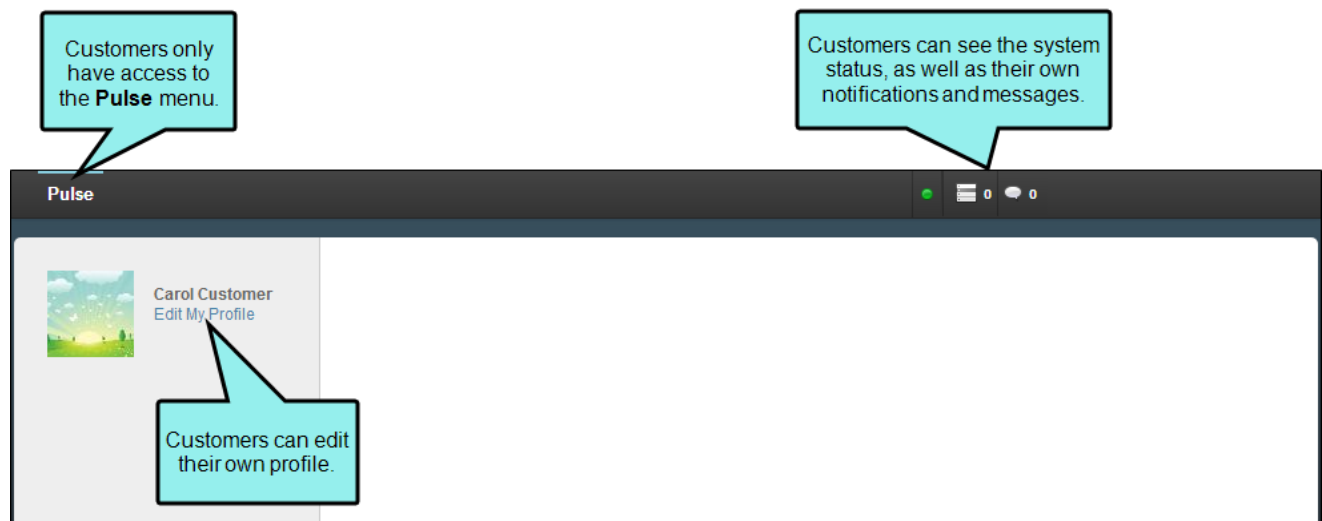 Customers only
have access to
the Pulse menu.
Customers can see the system
status, as well as their own
notifications and messages.
Pulse
0
0
Carol Customer
Edit My Profile
Customers can edit
their own profile.